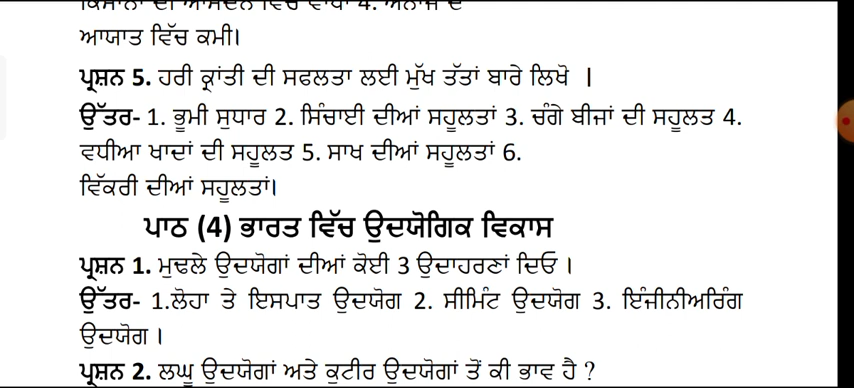 ਆਯਾਤ ਵਿੱਚ ਕਮੀ।
ਪ੍ਰਸ਼ਨ 5. ਹਰੀ ਕ੍ਰਾਂਤੀ ਦੀ ਸਫਲਤਾ ਲਈ ਮੁੱਖ ਤੱਤਾਂ ਬਾਰੇ ਲਿਖੋ ।
ਉੱਤਰ- 1. ਭੂਮੀ ਸੁਧਾਰ 2. ਸਿੰਚਾਈ ਦੀਆਂ ਸਹੂਲਤਾਂ 3. ਚੰਗੇ ਬੀਜਾਂ ਦੀ ਸਹੂਲਤ 4.
ਵਧੀਆ ਖਾਦਾਂ ਦੀ ਸਹੂਲਤ 5. ਸਾਖ ਦੀਆਂ ਸਹੂਲਤਾਂ 6.
ਵਿੱਕਰੀ ਦੀਆਂ ਸਹੂਲਤਾਂ।
ਪਾਠ (4) ਭਾਰਤ ਵਿੱਚ ਉਦਯੋਗਿਕ ਵਿਕਾਸ
ਪ੍ਰਸ਼ਨ 1. ਮੁਢਲੇ ਉਦਯੋਗਾਂ ਦੀਆਂ ਕੋਈ 3 ਉਦਾਹਰਣਾਂ ਦਿਓ ।
ਉੱਤਰ- 1.ਲੋਹਾ ਤੇ ਇਸਪਾਤ ਉਦਯੋਗ 2. ਸੀਮਿੰਟ ਉਦਯੋਗ 3. ਇੰਜੀਨੀਅਰਿੰਗ
ਉਦਯੋਗ ।
ਪ੍ਰਸ਼ਨ 2. ਲਘੂ ਉਦਯੋਗਾਂ ਅਤੇ ਕੁਟੀਰ ਉਦਯੋਗਾਂ ਤੋਂ ਕੀ ਭਾਵ ਹੈ ?